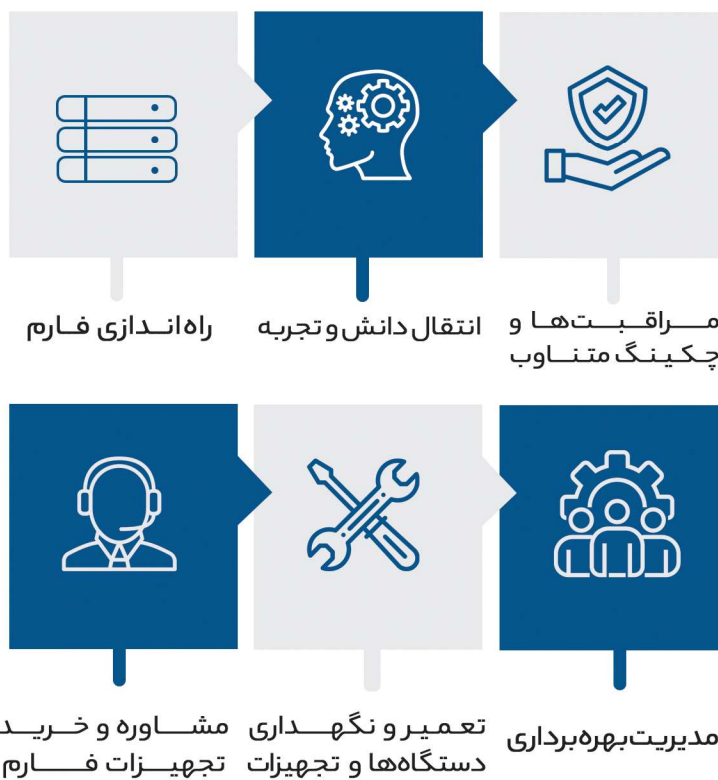 مراقبت‌ها و
چکینگ متناوب
انتقال دانش و تجربه
راه‌اندازی فارم
مدیریت بهره‌برداری
تعمیر و نگهداری
دستگاه‌ها و تجهیزات
مشاوره و خرید
تجهیزات فارم